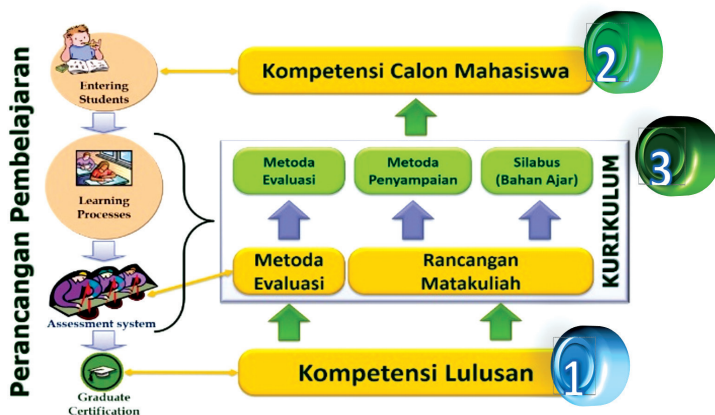 Perancangan Pembelajaran
Entering
Students
Learning
Processes
Assessment system
Graduate
Certification
Kompetensi Calon Mahasiswa
2
Metoda
Evaluasi
Metoda
Penyampaian
Silabus
(Bahan Ajar)
KURIKULUM
3
Metoda
Evaluasi
Rancangan
Matakuliah
Kompetensi Lulusan
1